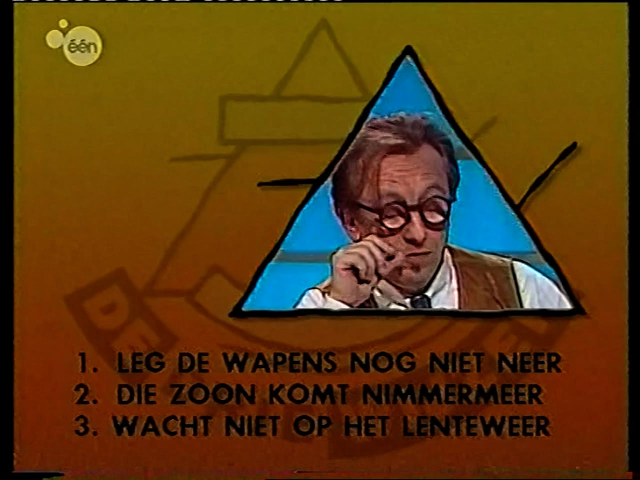 één
1. LEG DE WAPENS NOG NIET NEER
2. DIE ZOON KOMT NIMMERMEER
3. WACHT NIET OP HET LENTEWEER